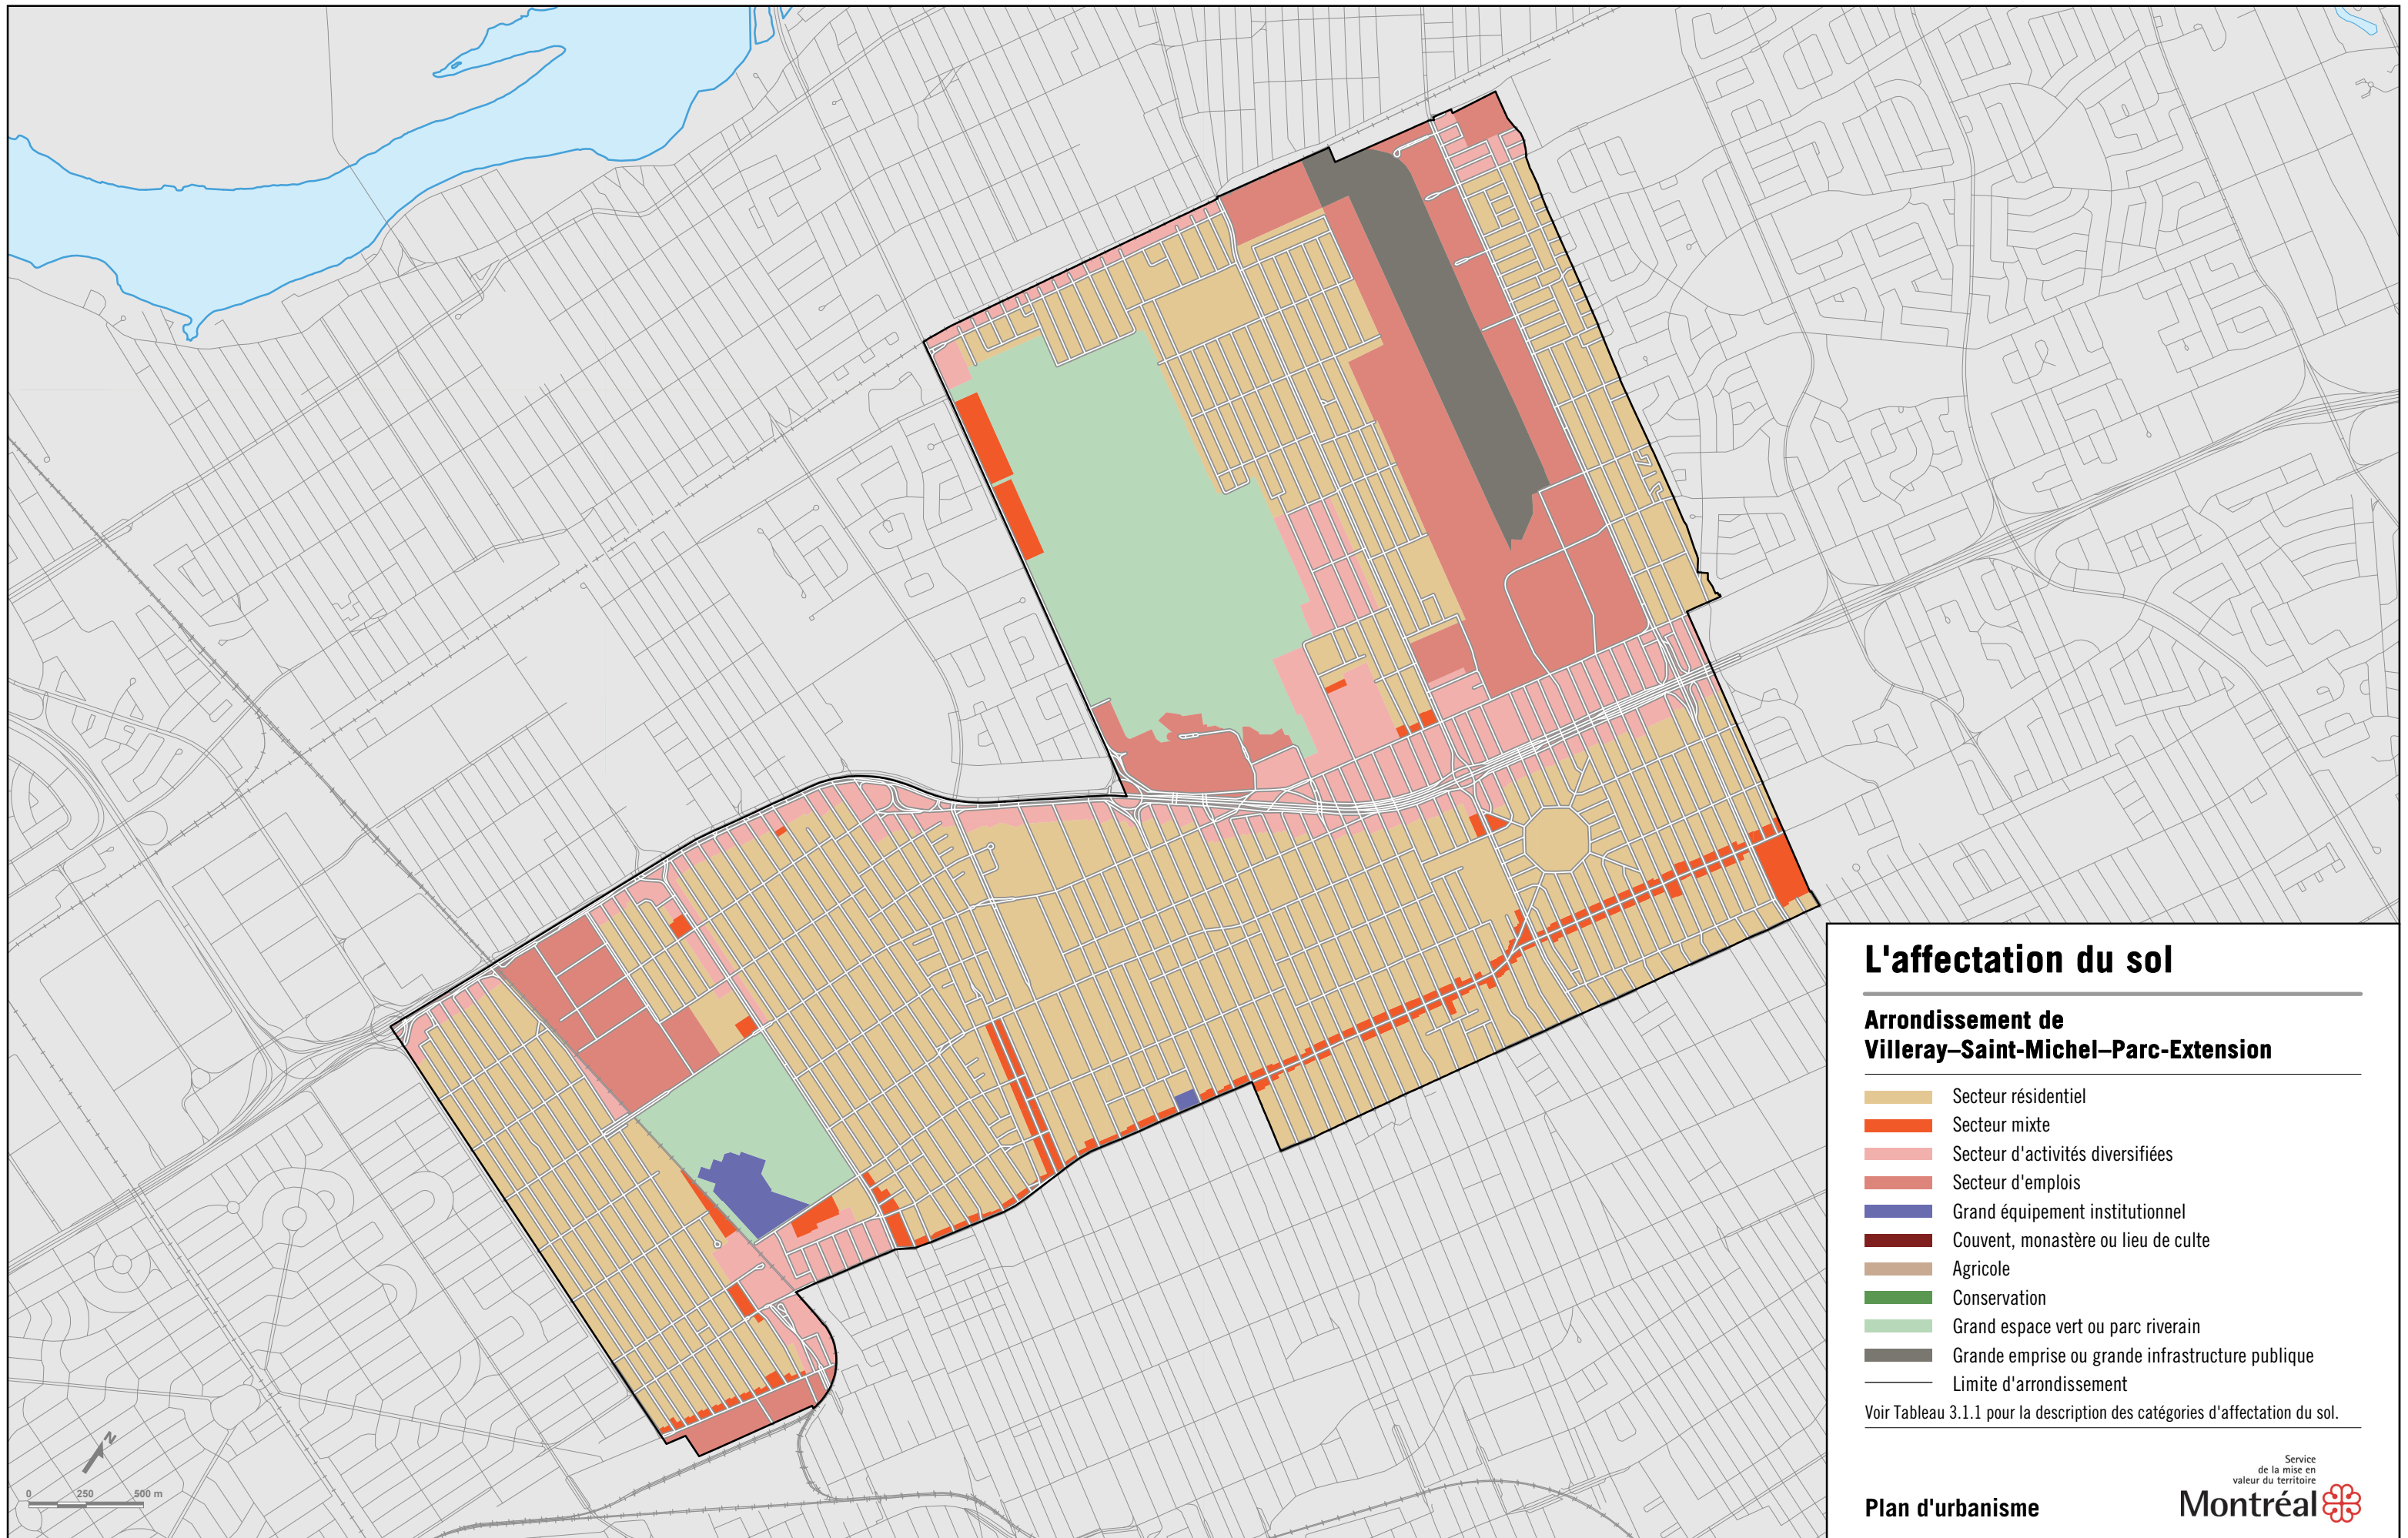 L'affectation du sol
Arrondissement de
Villeray–Saint-Michel–Parc-Extension
Secteur résidentiel
Secteur mixte
Secteur d'activités diversifiées
Secteur d'emplois
Grand équipement institutionnel
Couvent, monastère ou lieu de culte
Agricole
Conservation
Grand espace vert ou parc riverain
Grande emprise ou grande infrastructure publique
Limite d'arrondissement
Voir Tableau 3.1.1 pour la description des catégories d'affectation du sol.
N
0 250 500 m
Plan d'urbanisme
Service
de la mise en
valeur du territoire
Montréal